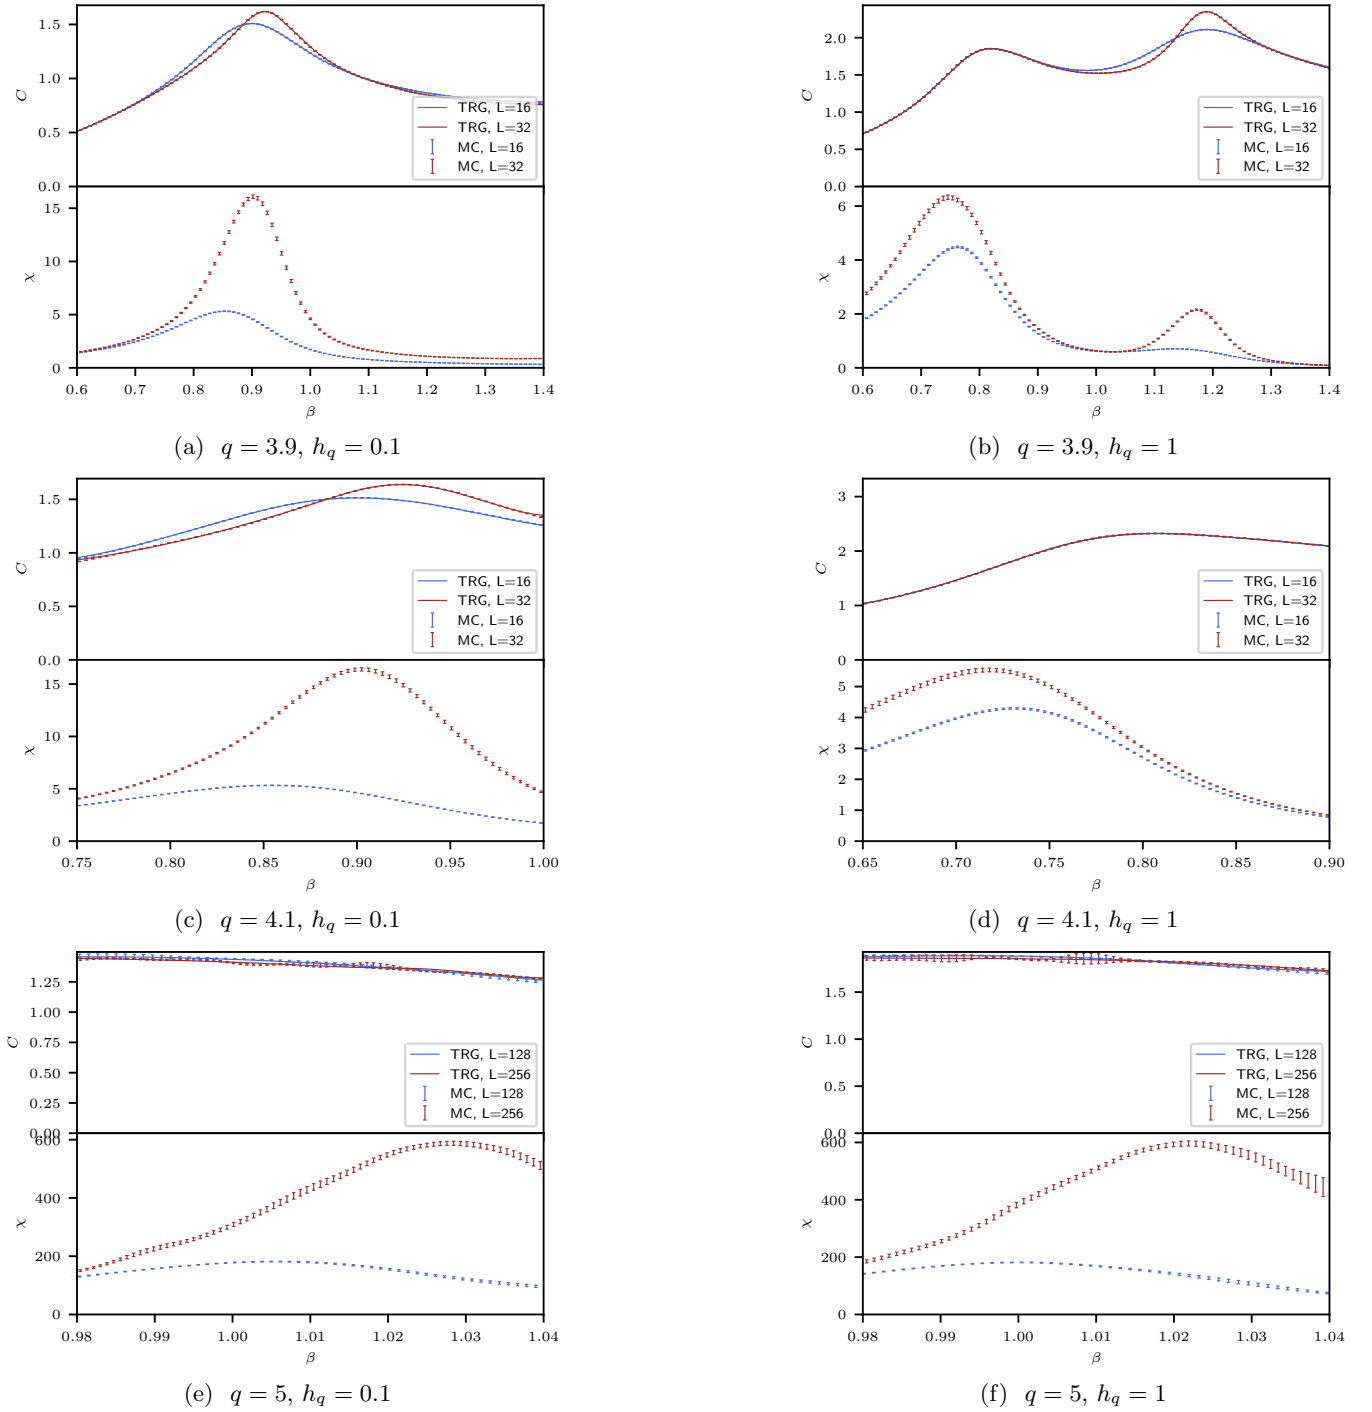 1.5
1.0
0.5
0.0
C
TRG, L=16
TRG, L=32
MC, L=16
MC, L=32
15
10
5
0
χ
0.6 0.7 0.8 0.9 1.0 1.1 1.2 1.3 1.4
β
(a) q = 3.9, h_q = 0.1
2.0
1.5
1.0
0.5
0.0
C
TRG, L=16
TRG, L=32
MC, L=16
MC, L=32
6
4
2
0
χ
0.6 0.7 0.8 0.9 1.0 1.1 1.2 1.3 1.4
β
(b) q = 3.9, h_q = 1
1.5
1.0
0.5
0.0
C
TRG, L=16
TRG, L=32
MC, L=16
MC, L=32
15
10
5
0
χ
0.75 0.80 0.85 0.90 0.95 1.00
β
(c) q = 4.1, h_q = 0.1
3
2
1
0
C
TRG, L=16
TRG, L=32
MC, L=16
MC, L=32
5
4
3
2
1
0
χ
0.65 0.70 0.75 0.80 0.85 0.90
β
(d) q = 4.1, h_q = 1
1.25
1.00
0.75
0.50
0.25
0.00
C
TRG, L=128
TRG, L=256
MC, L=128
MC, L=256
600
400
200
0
χ
0.98 0.99 1.00 1.01 1.02 1.03 1.04
β
(e) q = 5, h_q = 0.1
1.5
1.0
0.5
0.0
C
TRG, L=128
TRG, L=256
MC, L=128
MC, L=256
600
400
200
0
χ
0.98 0.99 1.00 1.01 1.02 1.03 1.04
β
(f) q = 5, h_q = 1